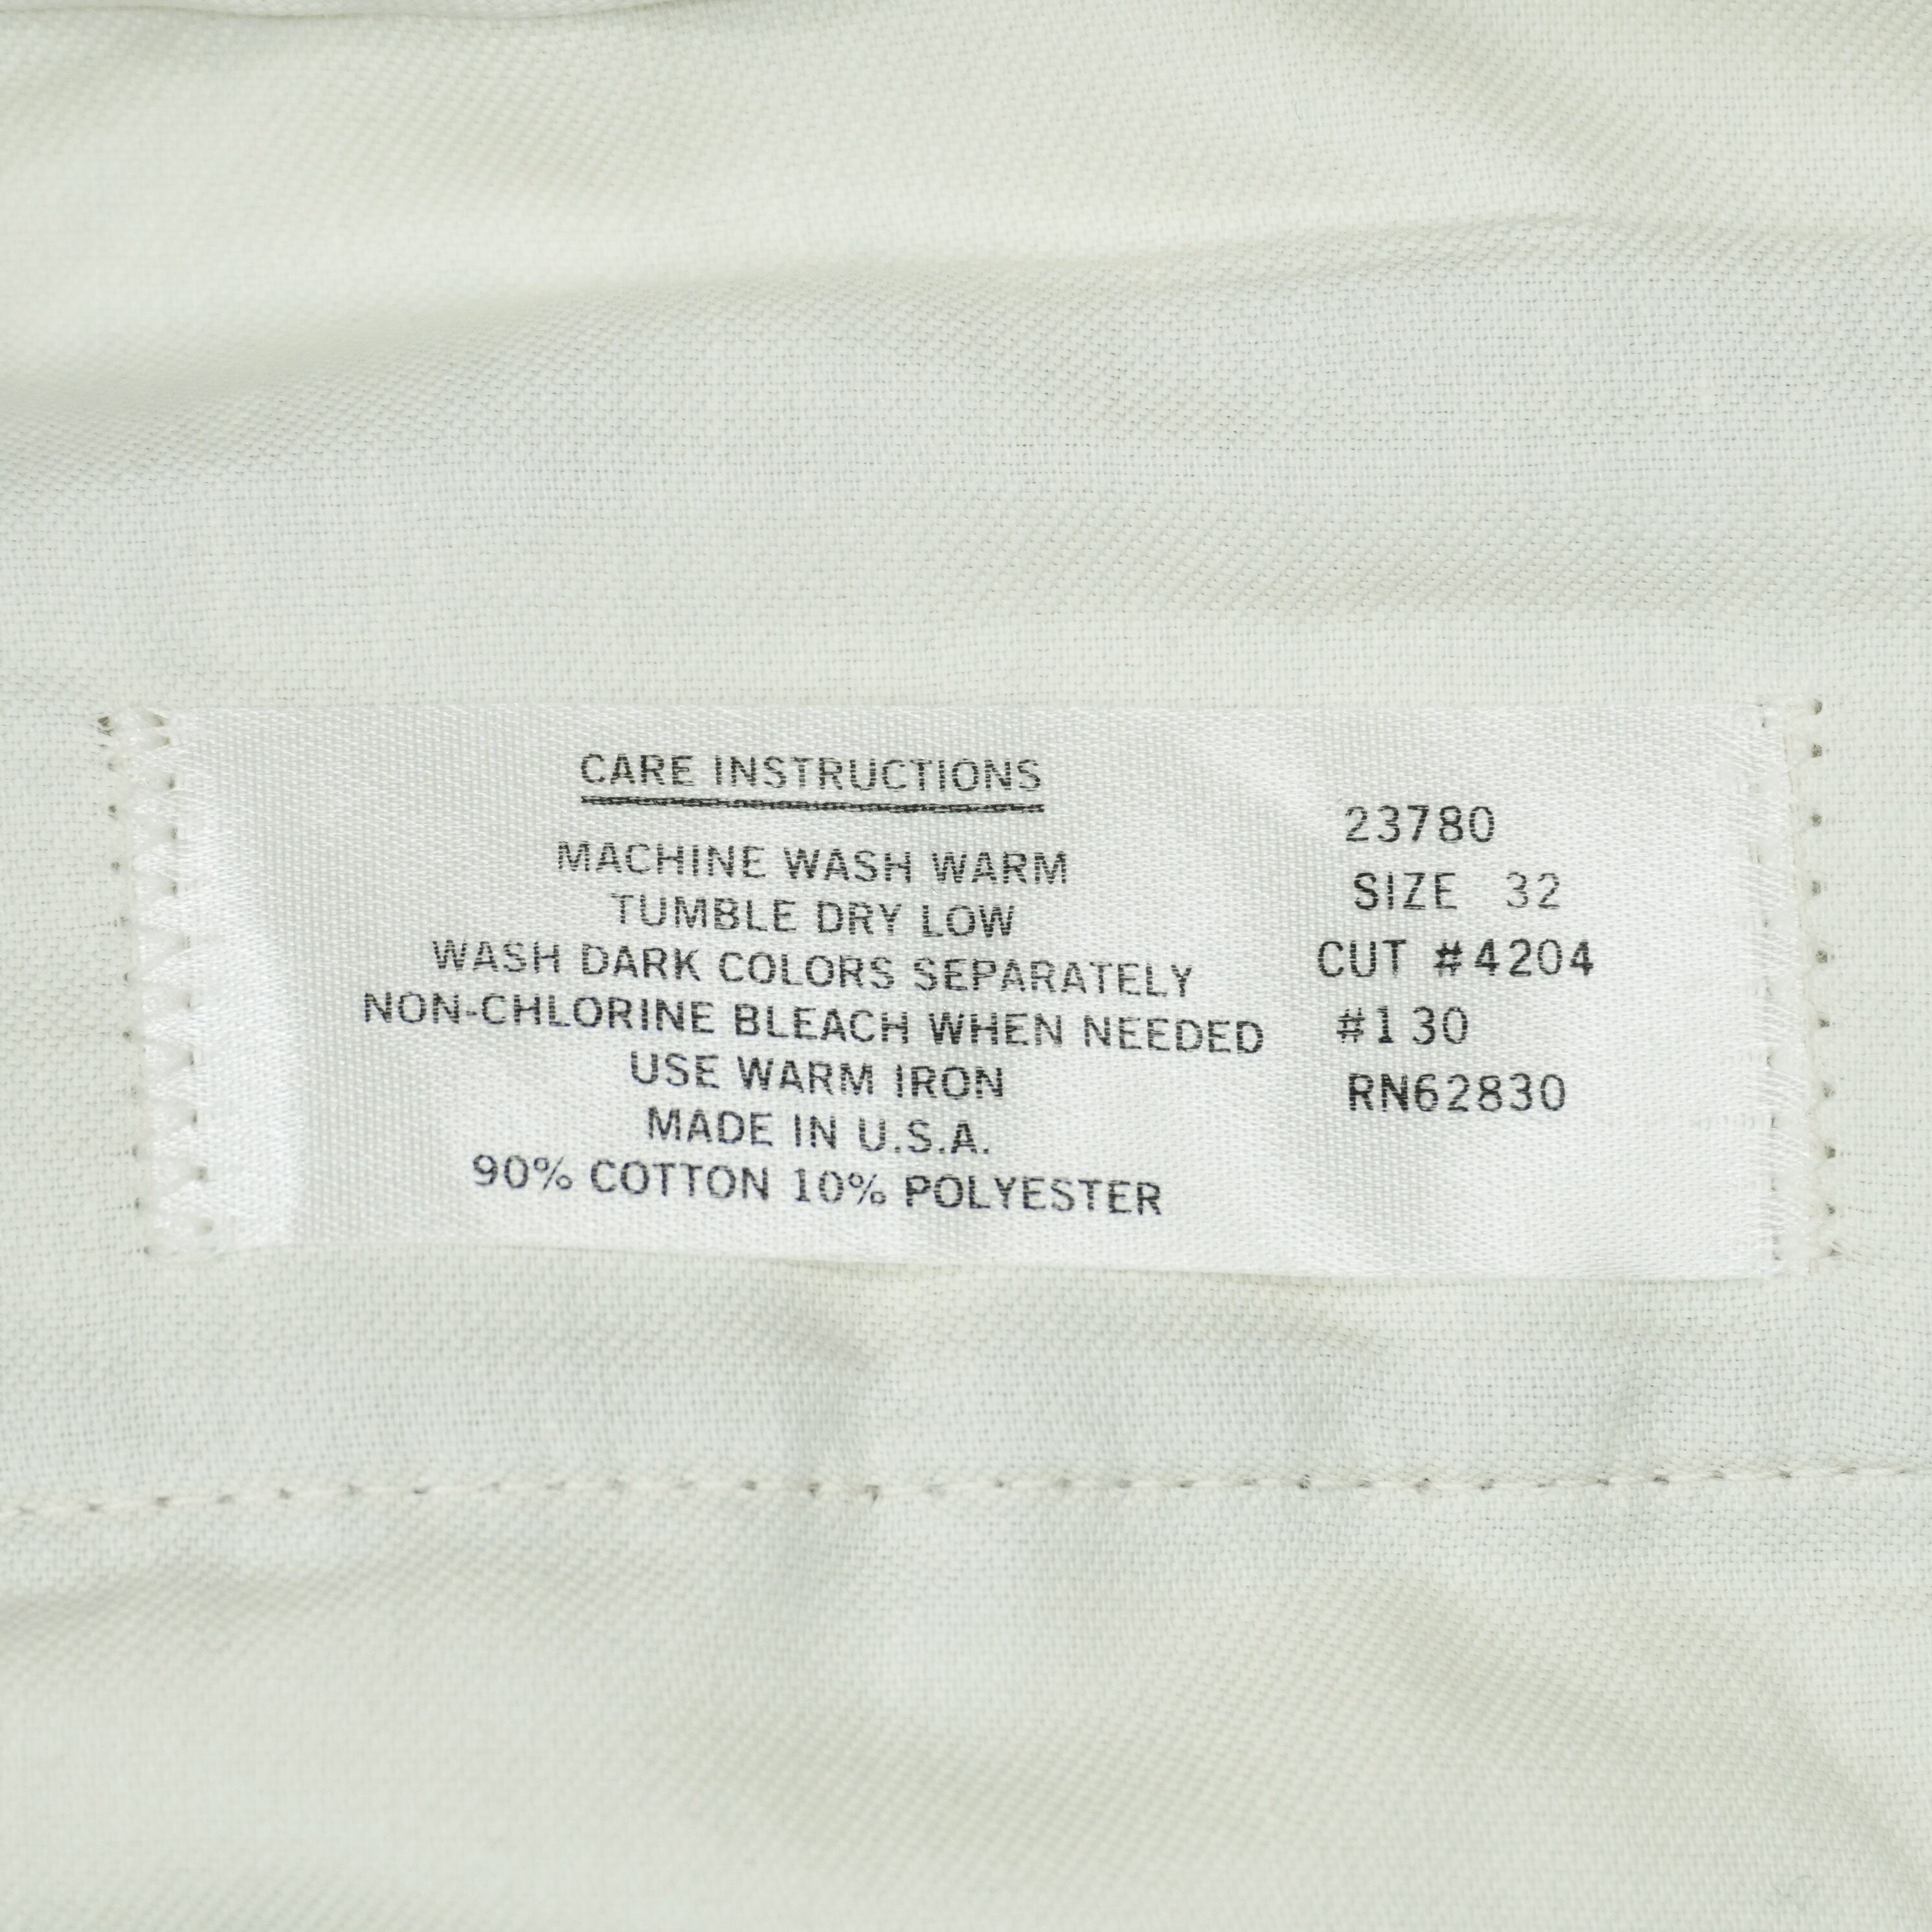 CARE INSTRUCTIONS
MACHINE WASH WARM
TUMBLE DRY LOW
WASH DARK COLORS SEPARATELY
NON-CHLORINE BLEACH WHEN NEEDED
USE WARM IRON
MADE IN U.S.A.
90% COTTON 10% POLYESTER
23780
SIZE 32
CUT #4204
#130
RN62830